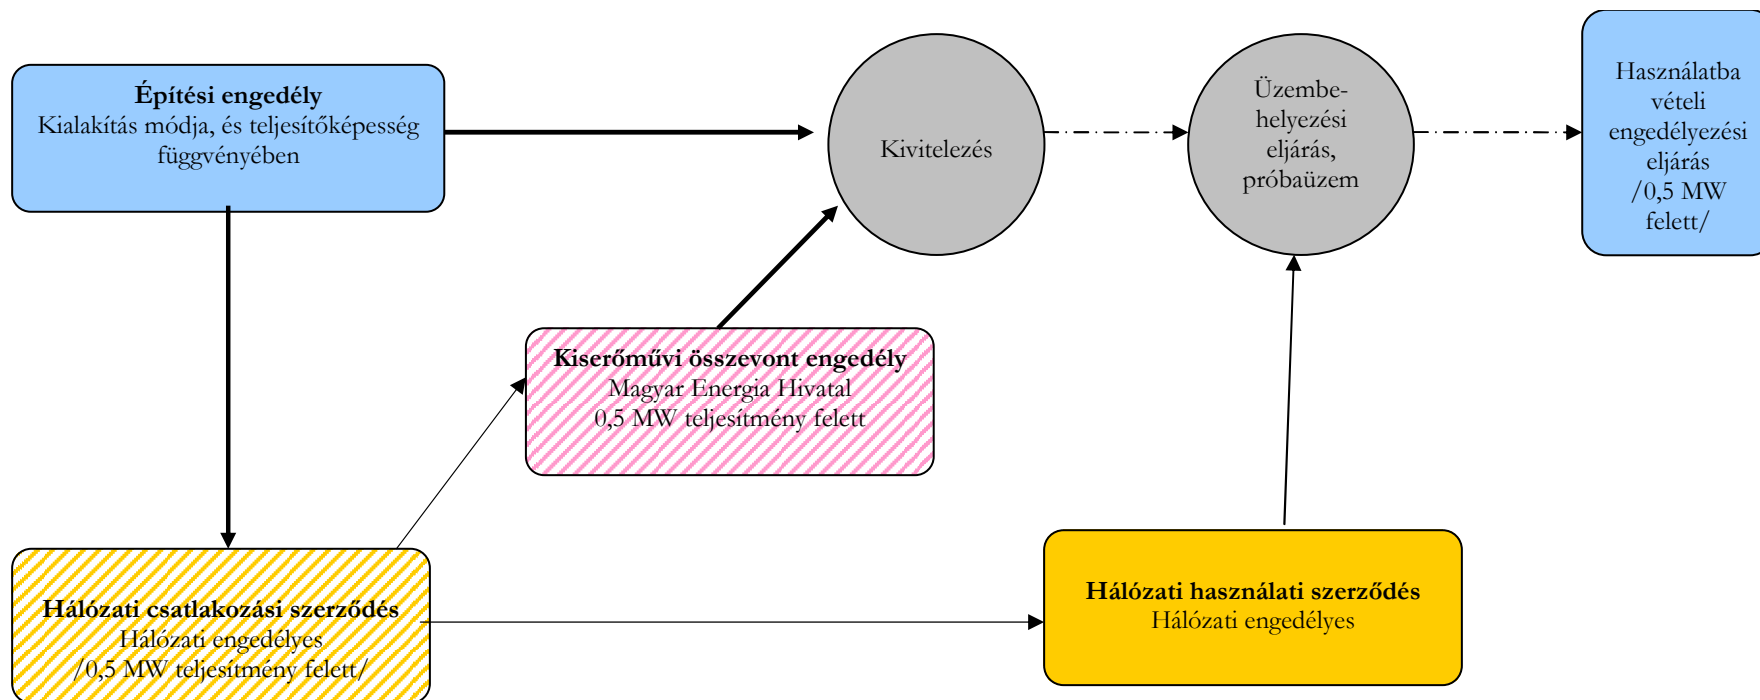 Építési engedély
Kialakítás módja, és teljesítőképesség
függvényében
Kivitelezés
Üzembe-
helyezési
eljárás,
próbaüzem
Használatba
vételi
engedélyezési
eljárás
/0,5 MW
felett/
Kiserőművi összevont engedély
Magyar Energia Hivatal
0,5 MW teljesítmény felett
Hálózati csatlakozási szerződés
Hálózati engedélyes
/0,5 MW teljesítmény felett/
Hálózati használati szerződés
Hálózati engedélyes